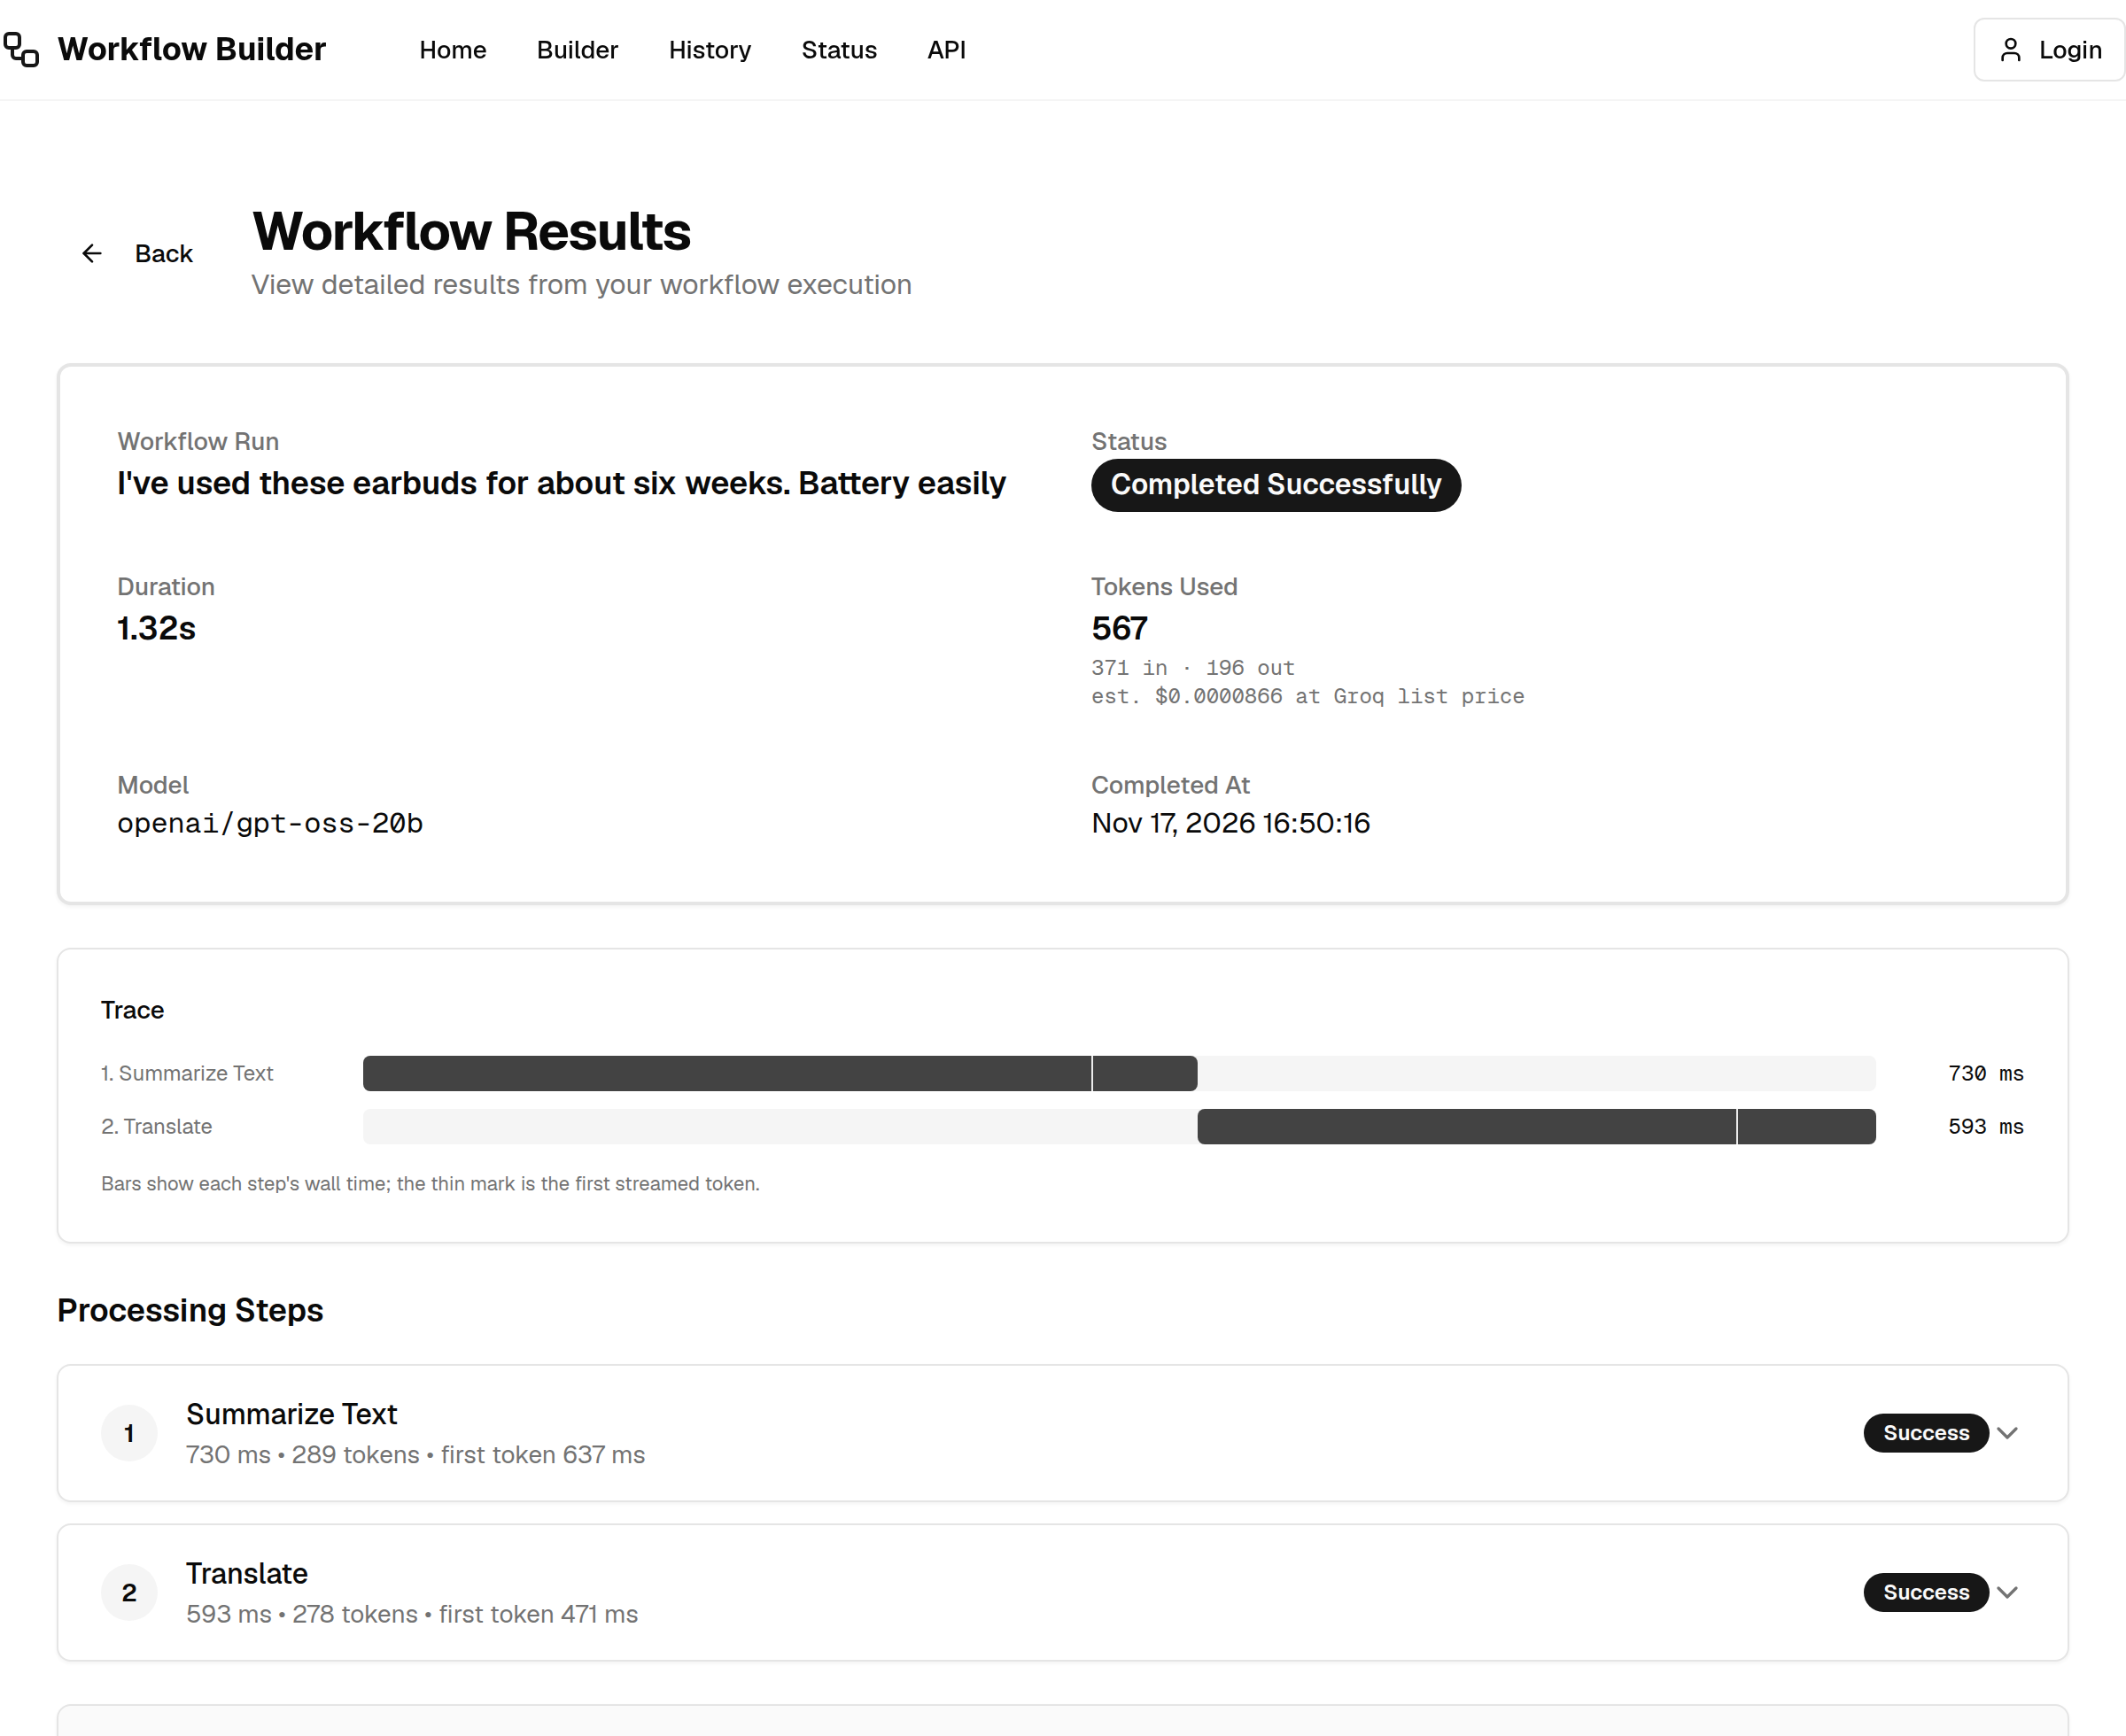 Workflow Builder
Home
Builder
History
Status
API
Login
Back
Workflow Results
View detailed results from your workflow execution
Workflow Run
I've used these earbuds for about six weeks. Battery easily
Status
Completed Successfully
Duration
1.32s
Tokens Used
567
371 in · 196 out
est. $0.0000866 at Groq list price
Model
openai/gpt-oss-20b
Completed At
Nov 17, 2026 16:50:16
Trace
1. Summarize Text
730 ms
2. Translate
593 ms
Bars show each step's wall time; the thin mark is the first streamed token.
Processing Steps
1
Summarize Text
730 ms • 289 tokens • first token 637 ms
Success
2
Translate
593 ms • 278 tokens • first token 471 ms
Success